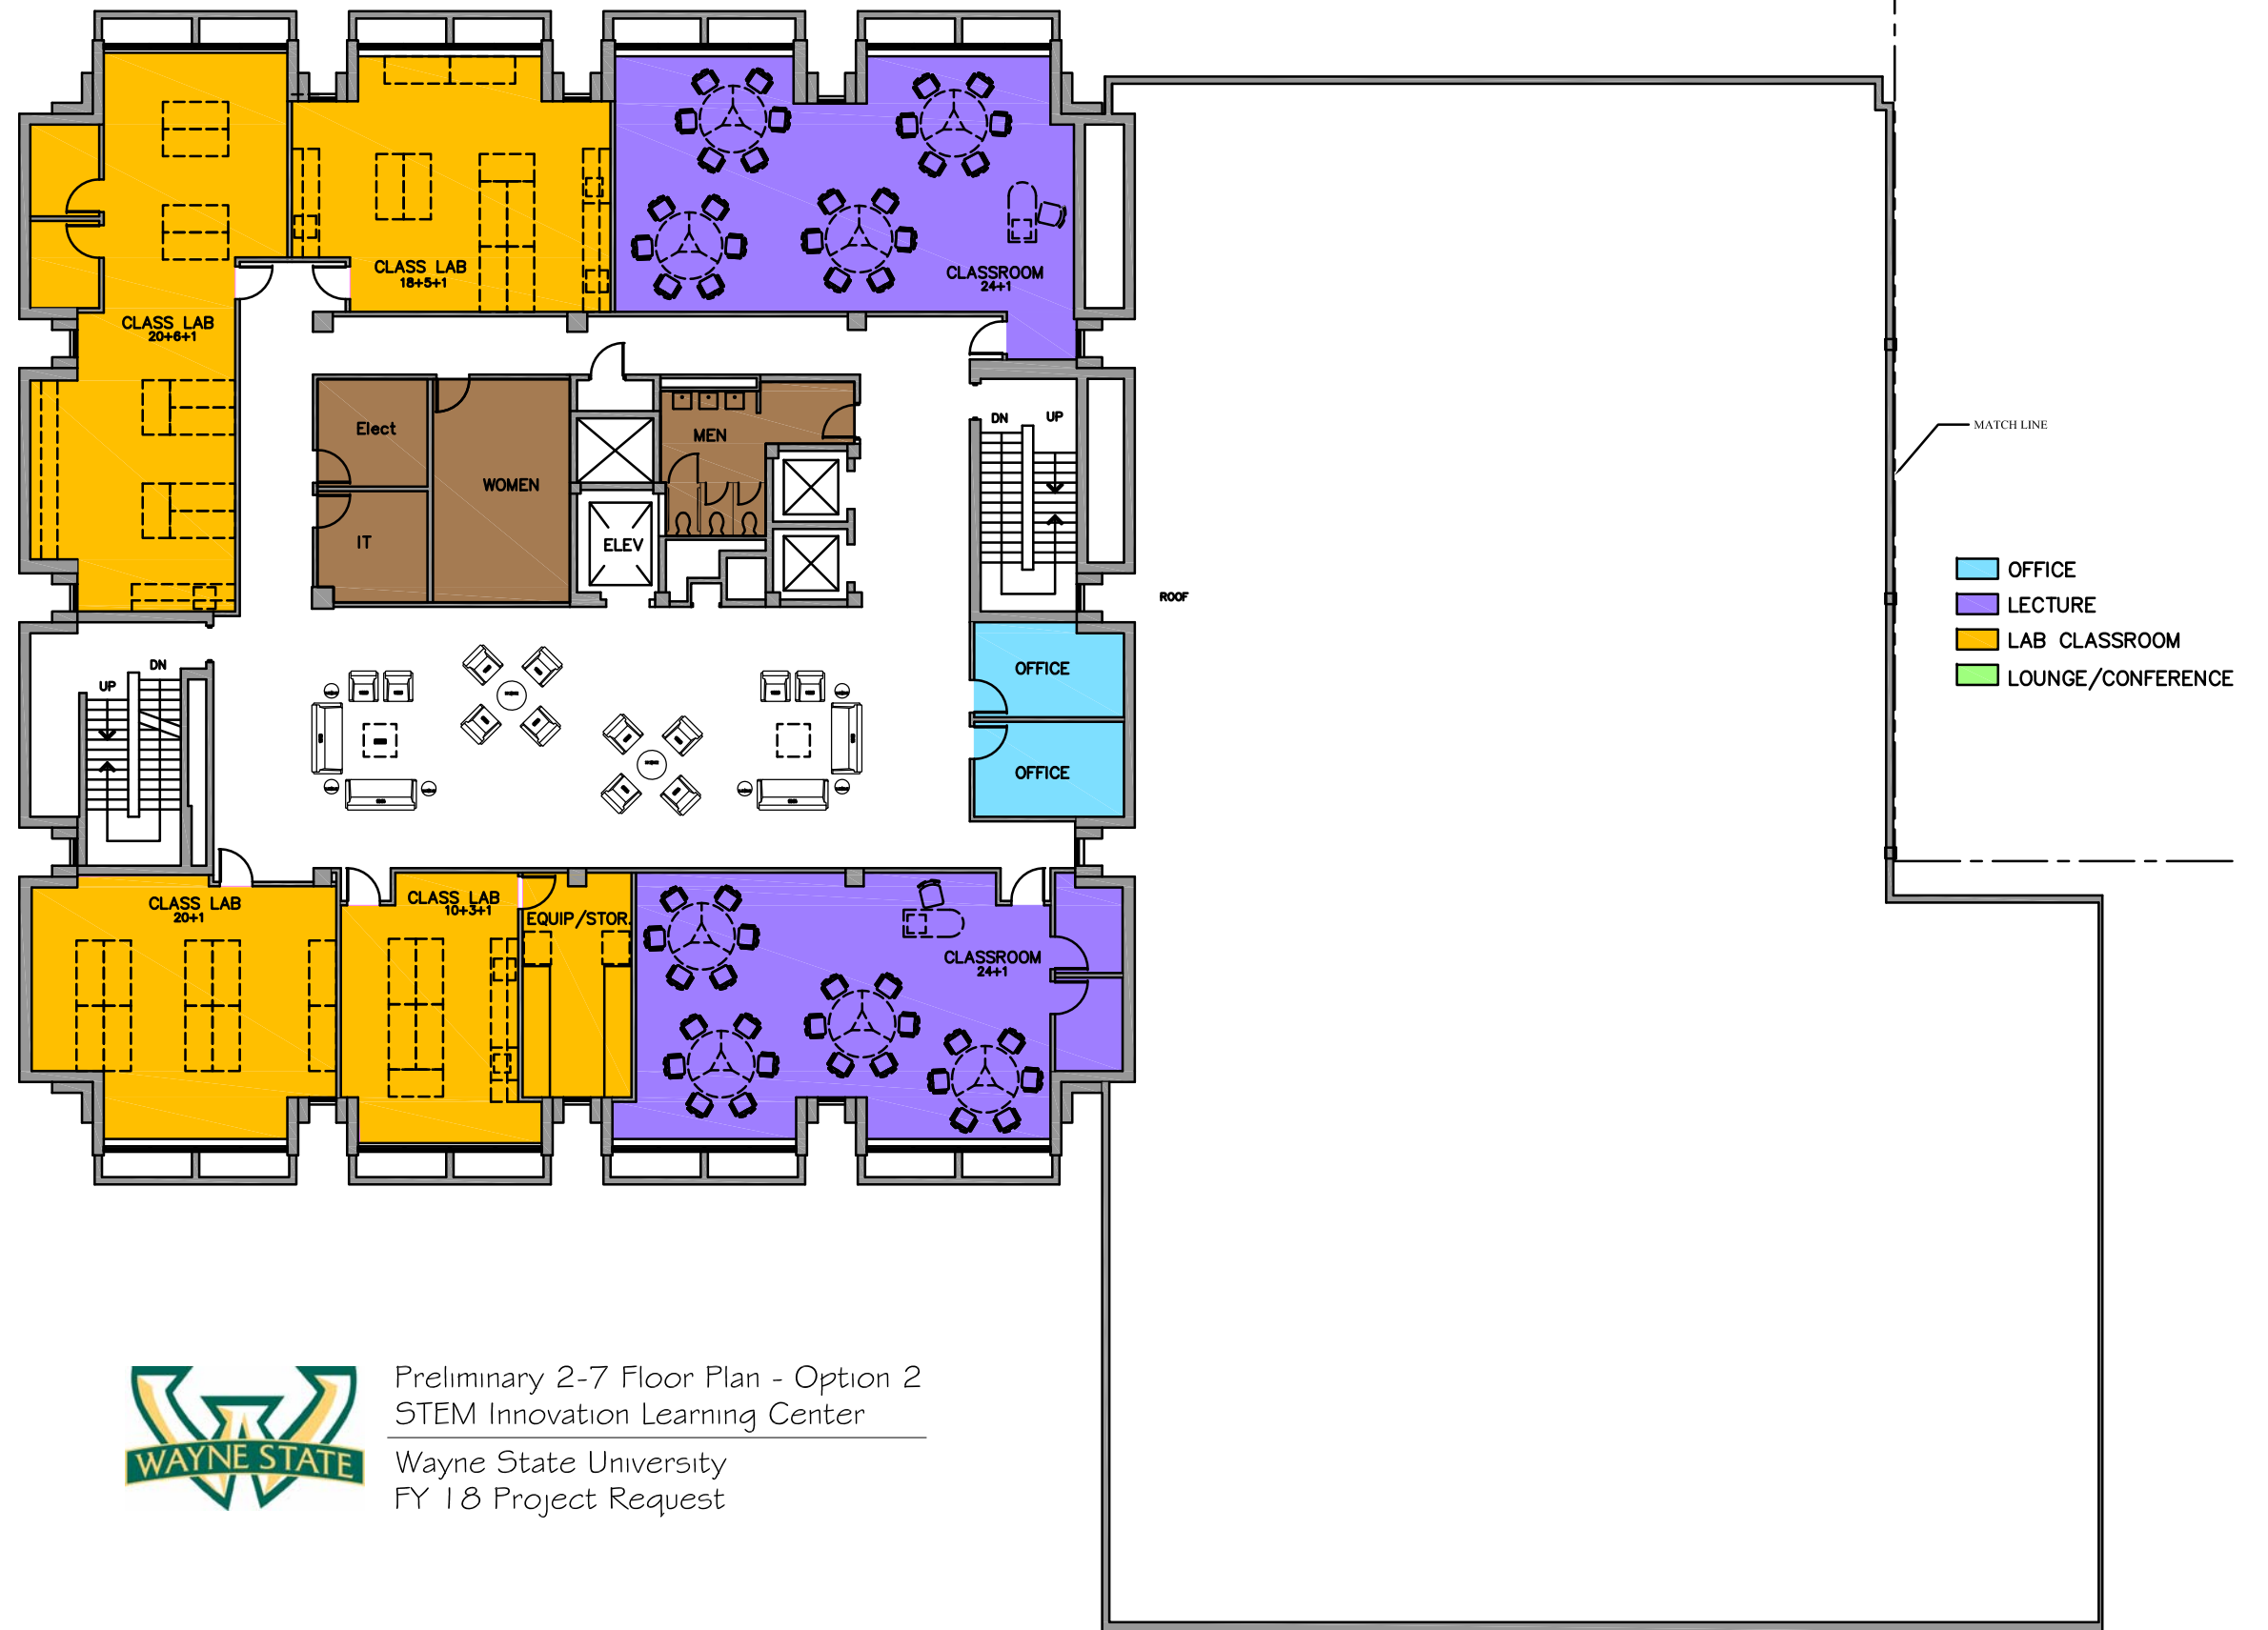 MATCH LINE
CLASS LAB
18+5+1
CLASSROOM
24+1
CLASS LAB
20+6+1
DN
UP
Elect
MEN
WOMEN
IT
ELEV
ROOF
OFFICE
LECTURE
LAB CLASSROOM
LOUNGE/CONFERENCE
DN
UP
OFFICE
OFFICE
CLASS LAB
20+1
CLASS LAB
10+3+1
EQUIP/STOR.
CLASSROOM
24+1
WAYNE STATE
Preliminary 2-7 Floor Plan - Option 2
STEM Innovation Learning Center
Wayne State University
FY 18 Project Request